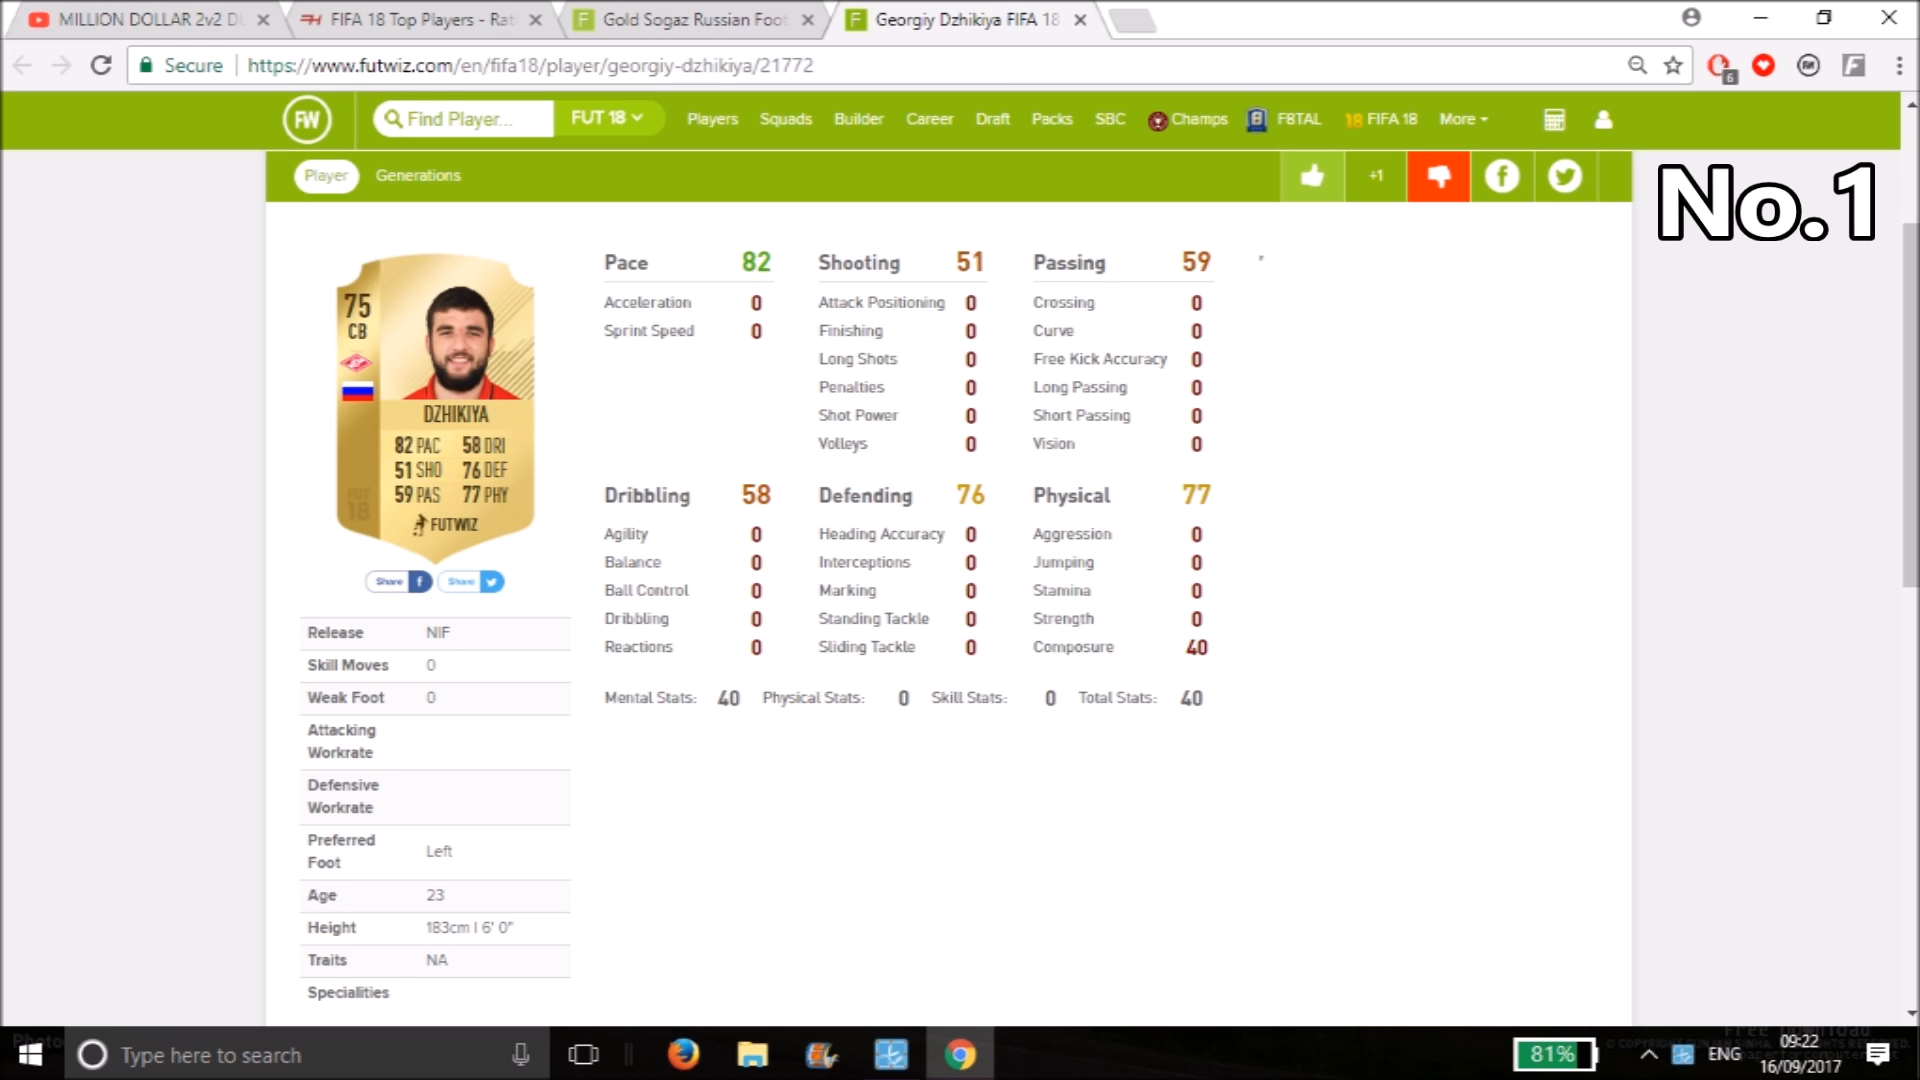 MILLION DOLLAR 2v2 D
FIFA 18 Top Players - Rat
Gold Sogaz Russian Foot
Georgiy Dzhikiya FIFA 18
Secure
https://www.futwiz.com/en/fifa18/player/georgiy-dzhikiya/21772
6
FW
Find Player...
FUT 18
Players
Squads
Builder
Career
Draft
Packs
SBC
Champs
F8TAL
18 FIFA 18
More
Player
Generations
+1
No.1
75
CB
DZHIKIYA
82 PAC 58 DRI
51 SHO 76 DEF
59 PAS 77 PHY
FUT
18
FUTWIZ
Share
Share
Release NIF
Skill Moves 0
Weak Foot 0
Attacking
Workrate
Defensive
Workrate
Preferred
Foot
Left
Age 23
Height 183cm | 6' 0"
Traits NA
Specialities
Pace 82
Acceleration 0
Sprint Speed 0
Shooting 51
Attack Positioning 0
Finishing 0
Long Shots 0
Penalties 0
Shot Power 0
Volleys 0
Passing 59
Crossing 0
Curve 0
Free Kick Accuracy 0
Long Passing 0
Short Passing 0
Vision 0
Dribbling 58
Agility 0
Balance 0
Ball Control 0
Dribbling 0
Reactions 0
Defending 76
Heading Accuracy 0
Interceptions 0
Marking 0
Standing Tackle 0
Sliding Tackle 0
Physical 77
Aggression 0
Jumping 0
Stamina 0
Strength 0
Composure 40
Mental Stats: 40 Physical Stats: 0 Skill Stats: 0 Total Stats: 40
Type here to search
81%
ENG
09:22
16/09/2017